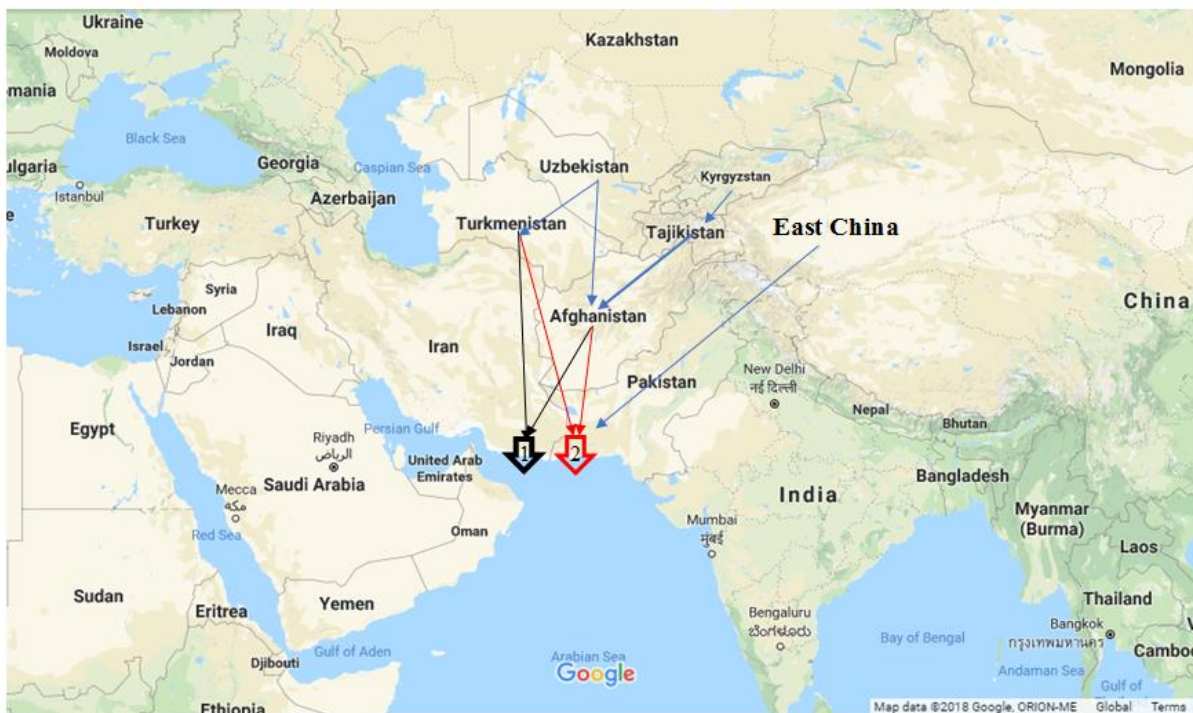 Ukraine
Kazakhstan
Moldova
Mongolia
mania
Black Sea
ulgaria
Georgia
Caspian Sea
Uzbekistan
Kyrgyzstan
Istanbul
Azerbaijan
Turkey
Turkmenistan
Tajikistan
East China
Syria
Lebanon
China
Afghanistan
Iraq
Israel
Iran
Jordan
New Delhi
नई दिल्ली
Pakistan
Nepal
Bhutan
Egypt
Persian Gulf
Riyadh
الرياض
1
2
United Arab
Emirates
Bangladesh
Saudi Arabia
India
Mecca
مكة
Myanmar
(Burma)
Mumbai
मुंबई
Oman
Red Sea
Laos
Sudan
Eritrea
Yemen
Thailand
Bengaluru
ಬೆಂಗಳೂರು
Bangkok
กรุงเทพมหานคร
Bay of Bengal
Gulf of Aden
Arabian Sea
Cambo
Djibouti
Andaman Sea
Google
Gulf of
Ethiopia
Map data ©2018 Google, ORION-ME Global Terms